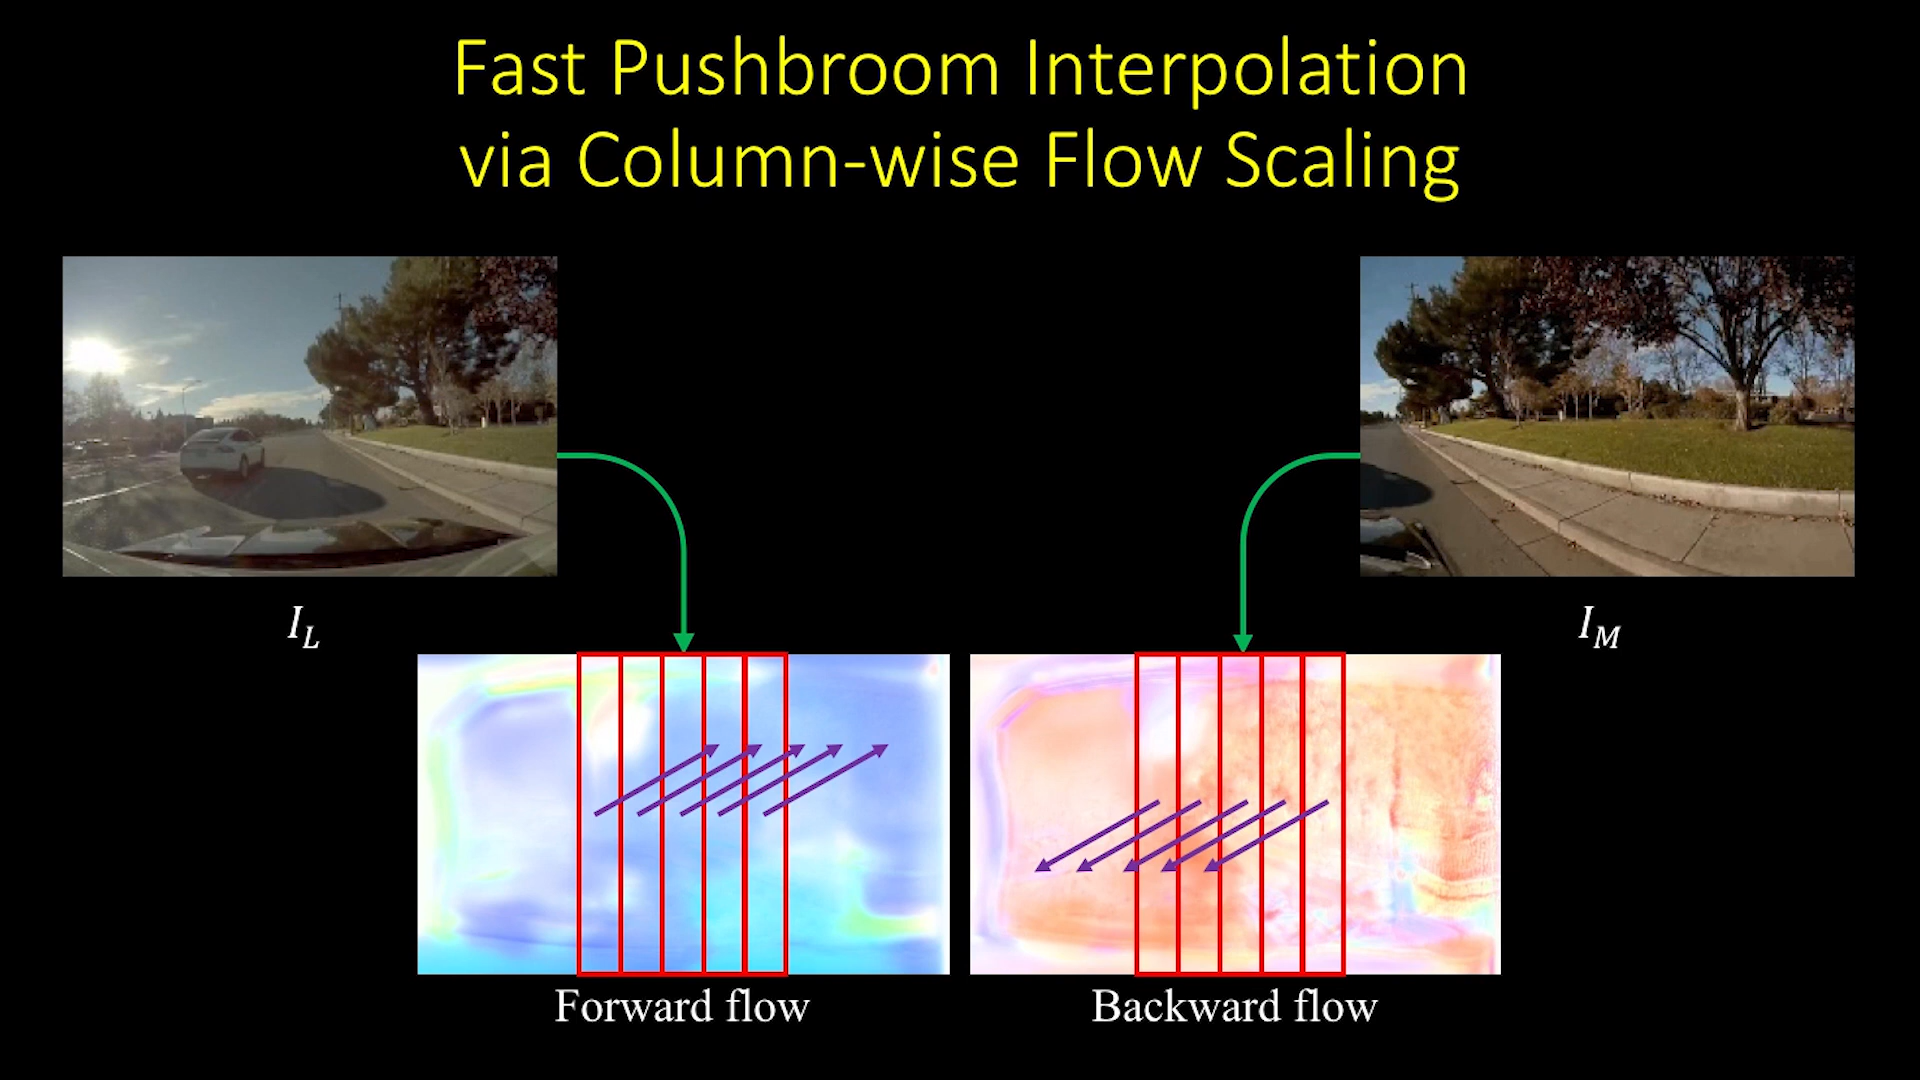 Fast Pushbroom Interpolation
via Column-wise Flow Scaling
I_L
I_M
Forward flow
Backward flow